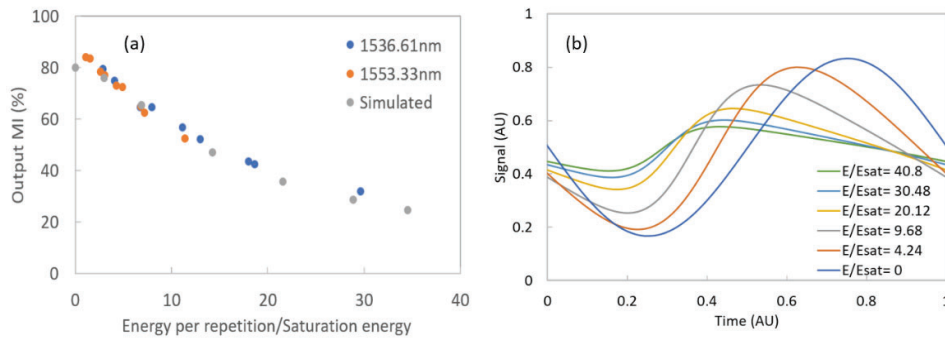 100
80
60
40
20
0
Output MI (%)
(a)
1536.61nm
1553.33nm
Simulated
0 10 20 30 40
Energy per repetition/Saturation energy
1
0.8
0.6
0.4
0.2
0
Signal (AU)
(b)
E/Esat= 40.8
E/Esat= 30.48
E/Esat= 20.12
E/Esat= 9.68
E/Esat= 4.24
E/Esat= 0
0 0.2 0.4 0.6 0.8 1
Time (AU)